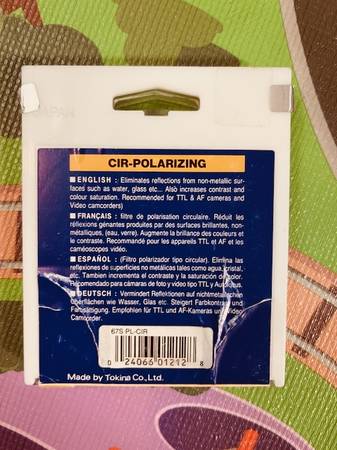 JAPAN
CIR-POLARIZING
■ ENGLISH : Eliminates reflections from non-metallic sur-
faces such as water, glass etc... Also increases contrast and
colour saturation. Recommended for TTL & AF cameras and
Video camcorders)
■ FRANÇAIS : filtre de polarisation circulaire. Réduit les
réflexions gênantes produites par des surfaces brillantes, non-
métalliques, (eau, verre). Augmente la brillance des couleurs et
le contraste. Recommandé pour les appareils TTL et AF et les
caméoscopes vidéo.
■ ESPAÑOL : (Filtro polarizador tipo circular). Elimina las
reflexiones de superficies no metálicas tales como agua, cristal,
etc. Tambien incrementa el contraste y la saturación de color.
Recomendado para cámaras de foto y video tipo TTL y
■ DEUTSCH : Vermindert Reflektionen auf nichtmetallischen
Oberflächen wie Wasser, Glas etc. Steigert Farbkontrast und
Farbsättigung. Empfohlen für TTL und AF-Kameras und Video
Camcorder.
67S PL-CIR
0 24066 01212 8
Made by Tokina Co., Ltd.